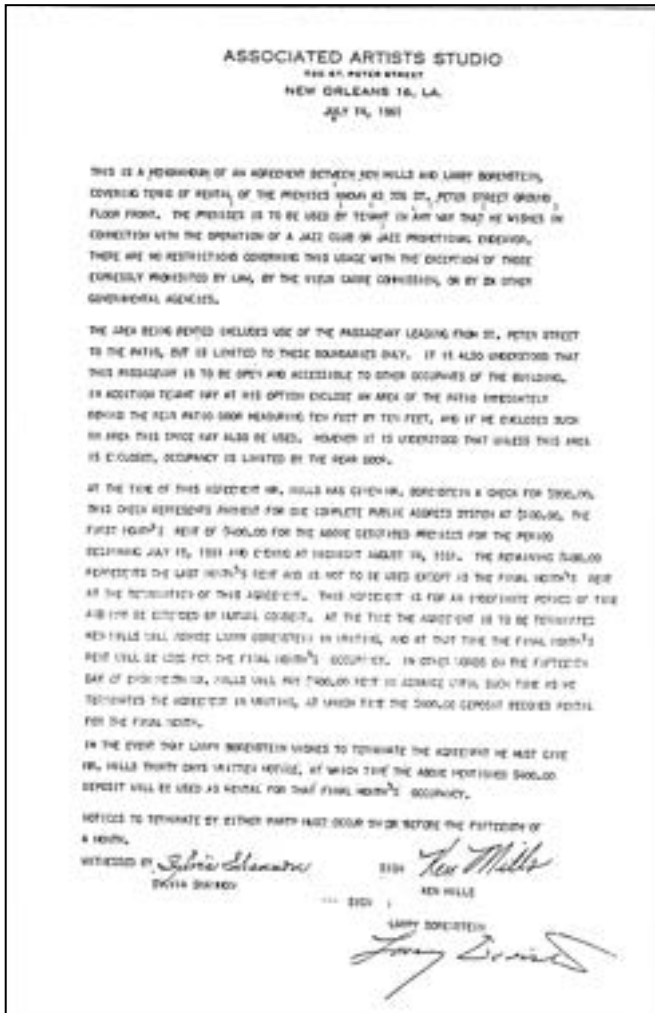 ASSOCIATED ARTISTS STUDIO
726 ST. PETER STREET
NEW ORLEANS 16, LA.
JULY 14, 1961
THIS IS A MEMORANDUM OF AN AGREEMENT BETWEEN KEN MILLS AND LARRY BORENSTEIN,
COVERING TERMS OF RENTAL OF THE PREMISES KNOWN AS 726 ST. PETER STREET GROUND
FLOOR FRONT. THE PREMISES IS TO BE USED BY TENANT IN ANY WAY THAT HE WISHES IN
CONNECTION WITH THE OPERATION OF A JAZZ CLUB OR JAZZ PROMOTIONAL ENDEAVOR.
THERE ARE NO RESTRICTIONS GOVERNING THIS USAGE WITH THE EXCEPTION OF THOSE
EXPRESSLY PROHIBITED BY LAW, BY THE VIEUX CARRE COMMISSION, OR BY OTHER
GOVERNMENTAL AGENCIES.
THE AREA BEING RENTED INCLUDES USE OF THE PASSAGEWAY LEADING FROM ST. PETER STREET
TO THE PATIO, BUT IS LIMITED TO THESE BOUNDARIES ONLY. IT IS ALSO UNDERSTOOD THAT
THIS PASSAGEWAY IS TO BE OPEN AND ACCESSIBLE TO OTHER OCCUPANTS OF THE BUILDING.
IN ADDITION TENANT MAY AT HIS OPTION ENCLOSE AN AREA OF THE PATIO IMMEDIATELY
BEHIND THE REAR PATIO DOOR MEASURING TEN FEET BY TEN FEET, AND IF HE ENCLOSES SUCH
AN AREA THIS SPACE MAY ALSO BE USED. HOWEVER IT IS UNDERSTOOD THAT UNLESS THIS AREA
IS ENCLOSED, OCCUPANCY IS LIMITED BY THE REAR DOOR.
AT THE TIME OF THIS AGREEMENT MR. MILLS HAS GIVEN MR. BORENSTEIN A CHECK FOR $900.00.
THIS CHECK REPRESENTS PAYMENT FOR ONE COMPLETE PUBLIC ADDRESS SYSTEM AT $100.00, THE
FIRST MONTH'S RENT OF $400.00 FOR THE ABOVE DESCRIBED PREMISES FOR THE PERIOD
BEGINNING JULY 15, 1961 AND ENDING AT MIDNIGHT AUGUST 14, 1961. THE REMAINING $400.00
REPRESENTS THE LAST MONTH'S RENT AND IS NOT TO BE USED EXCEPT AS THE FINAL MONTH'S RENT
AT THE TERMINATION OF THIS AGREEMENT. THIS AGREEMENT IS FOR AN INDEFINITE PERIOD OF TIME
AND CAN BE EXTENDED BY MUTUAL CONSENT. AT THE TIME THE AGREEMENT IS TO BE TERMINATED
KEN MILLS WILL ADVISE LARRY BORENSTEIN IN WRITING, AND AT THAT TIME THE FINAL MONTH'S
RENT WILL BE USED FOR THE FINAL MONTH'S OCCUPANCY. IN OTHER WORDS ON THE FIFTEENTH
DAY OF EACH MONTH MR. MILLS WILL PAY $400.00 RENT IN ADVANCE UNTIL SUCH TIME AS HE
TERMINATES THE AGREEMENT IN WRITING, AT WHICH TIME THE $400.00 DEPOSIT BECOMES RENTAL
FOR THE FINAL MONTH.
IN THE EVENT THAT LARRY BORENSTEIN WISHES TO TERMINATE THE AGREEMENT HE MUST GIVE
MR. MILLS THIRTY DAYS WRITTEN NOTICE, AT WHICH TIME THE ABOVE MENTIONED $400.00
DEPOSIT WILL BE USED AS RENTAL FOR THAT FINAL MONTH'S OCCUPANCY.
NOTICES TO TERMINATE BY EITHER PARTY MUST OCCUR ON OR BEFORE THE FIFTEENTH OF
A MONTH.
WITNESSED BY Sylvia Shannon SIGN Ken Mills
SYLVIA SHANNON KEN MILLS
SIGN
LARRY BORENSTEIN